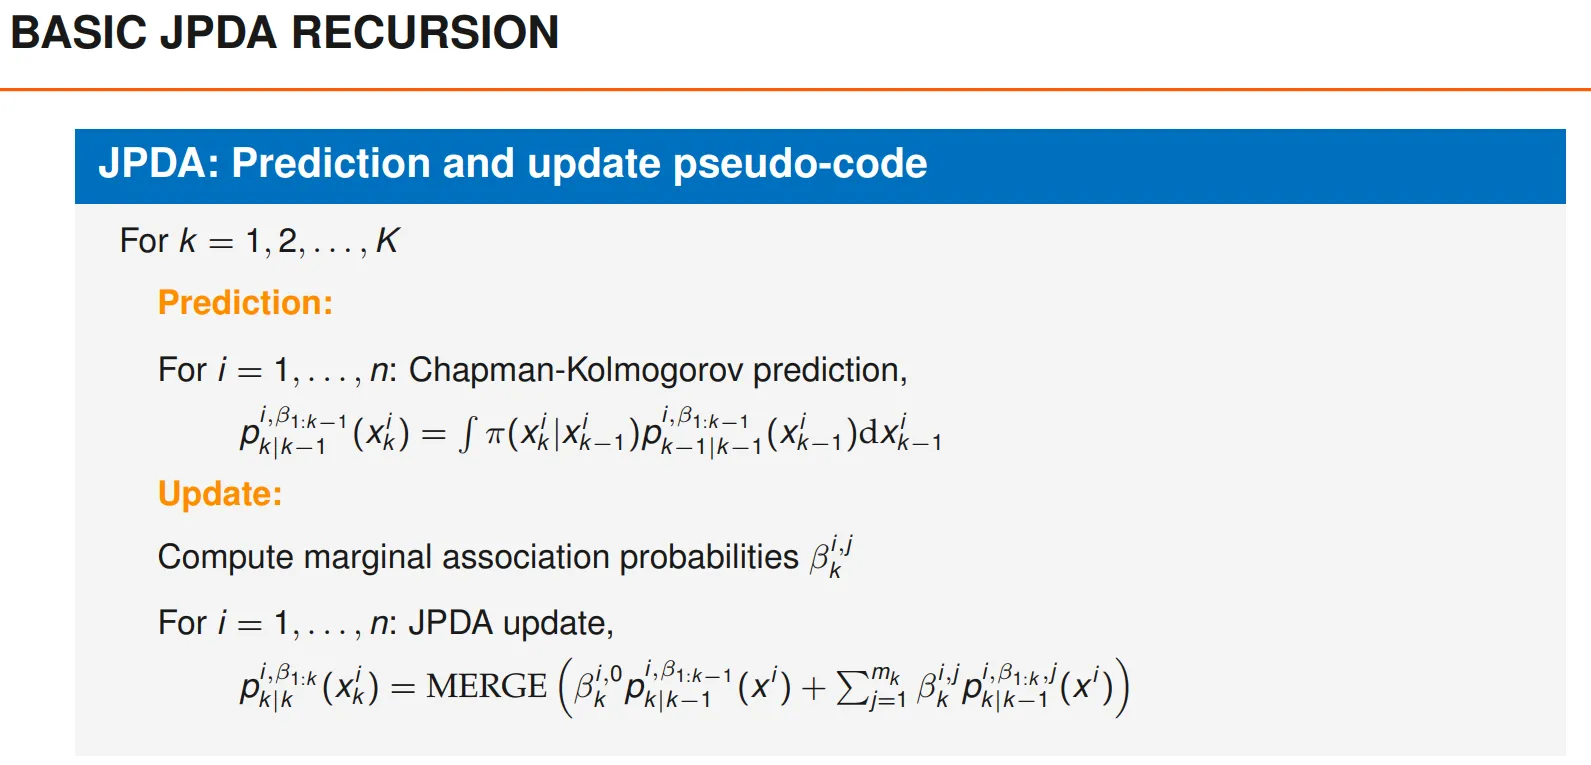 BASIC JPDA RECURSION
JPDA: Prediction and update pseudo-code
For $k = 1, 2, \ldots, K$
Prediction:
For $i = 1, \ldots, n$: Chapman-Kolmogorov prediction,
$p_{k|k-1}^{i,\beta_{1:k-1}}(x_k^i) = \int \pi(x_k^i|x_{k-1}^i)p_{k-1|k-1}^{i,\beta_{1:k-1}}(x_{k-1}^i)\mathrm{d}x_{k-1}^i$
Update:
Compute marginal association probabilities $\beta_k^{i,j}$
For $i = 1, \ldots, n$: JPDA update,
$p_{k|k}^{i,\beta_{1:k}}(x_k^i) = \mathrm{MERGE}\left(\beta_k^{i,0}p_{k|k-1}^{i,\beta_{1:k-1}}(x^i) + \sum_{j=1}^{m_k} \beta_k^{i,j}p_{k|k-1}^{i,\beta_{1:k},j}(x^i)\right)$